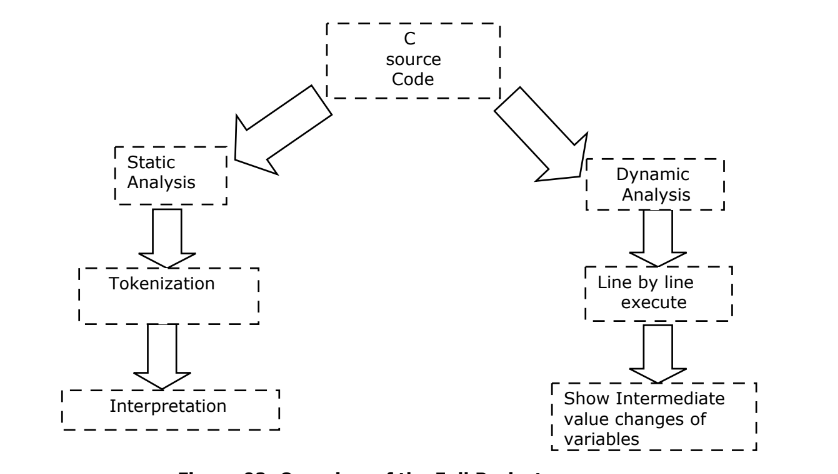 C
source
Code
Static
Analysis
Dynamic
Analysis
Tokenization
Line by line
execute
Interpretation
Show Intermediate
value changes of
variables